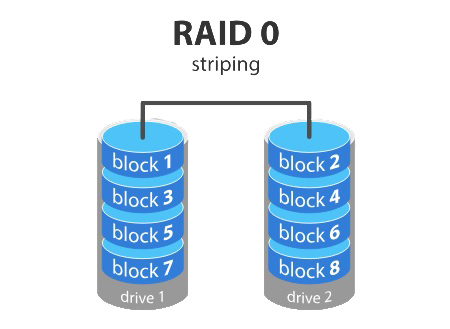 RAID 0
striping
block 1
block 3
block 5
block 7
drive 1
block 2
block 4
block 6
block 8
drive 2